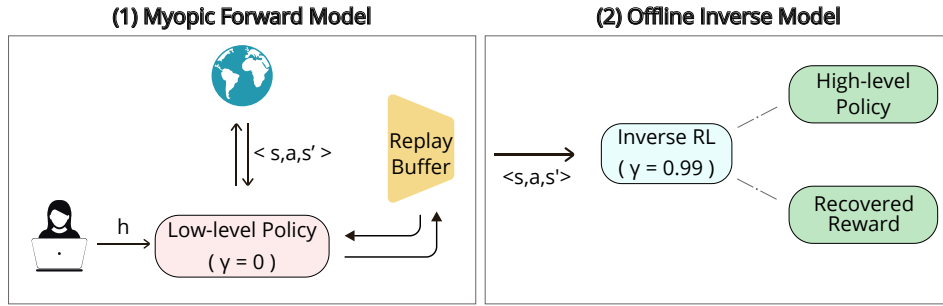 (1) Myopic Forward Model
< s,a,s’ >
Replay
Buffer
h
Low-level Policy
( γ = 0 )
(2) Offline Inverse Model
<s,a,s'>
Inverse RL
( γ = 0.99 )
High-level
Policy
Recovered
Reward